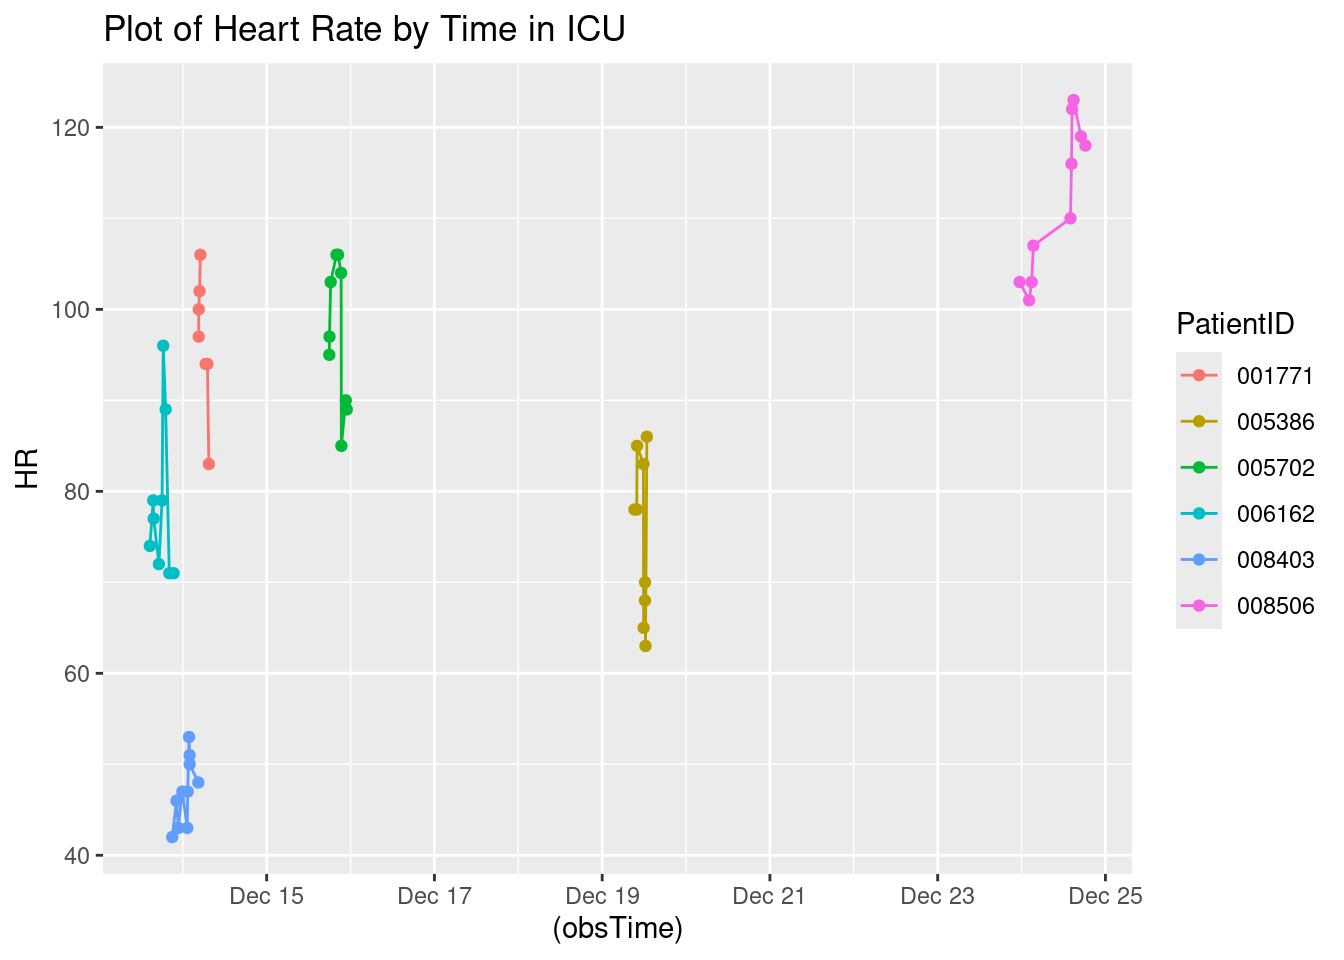 Plot of Heart Rate by Time in ICU
HR
120
100
80
60
40
Dec 15 Dec 17 Dec 19 Dec 21 Dec 23 Dec 25
(obsTime)
PatientID
001771
005386
005702
006162
008403
008506